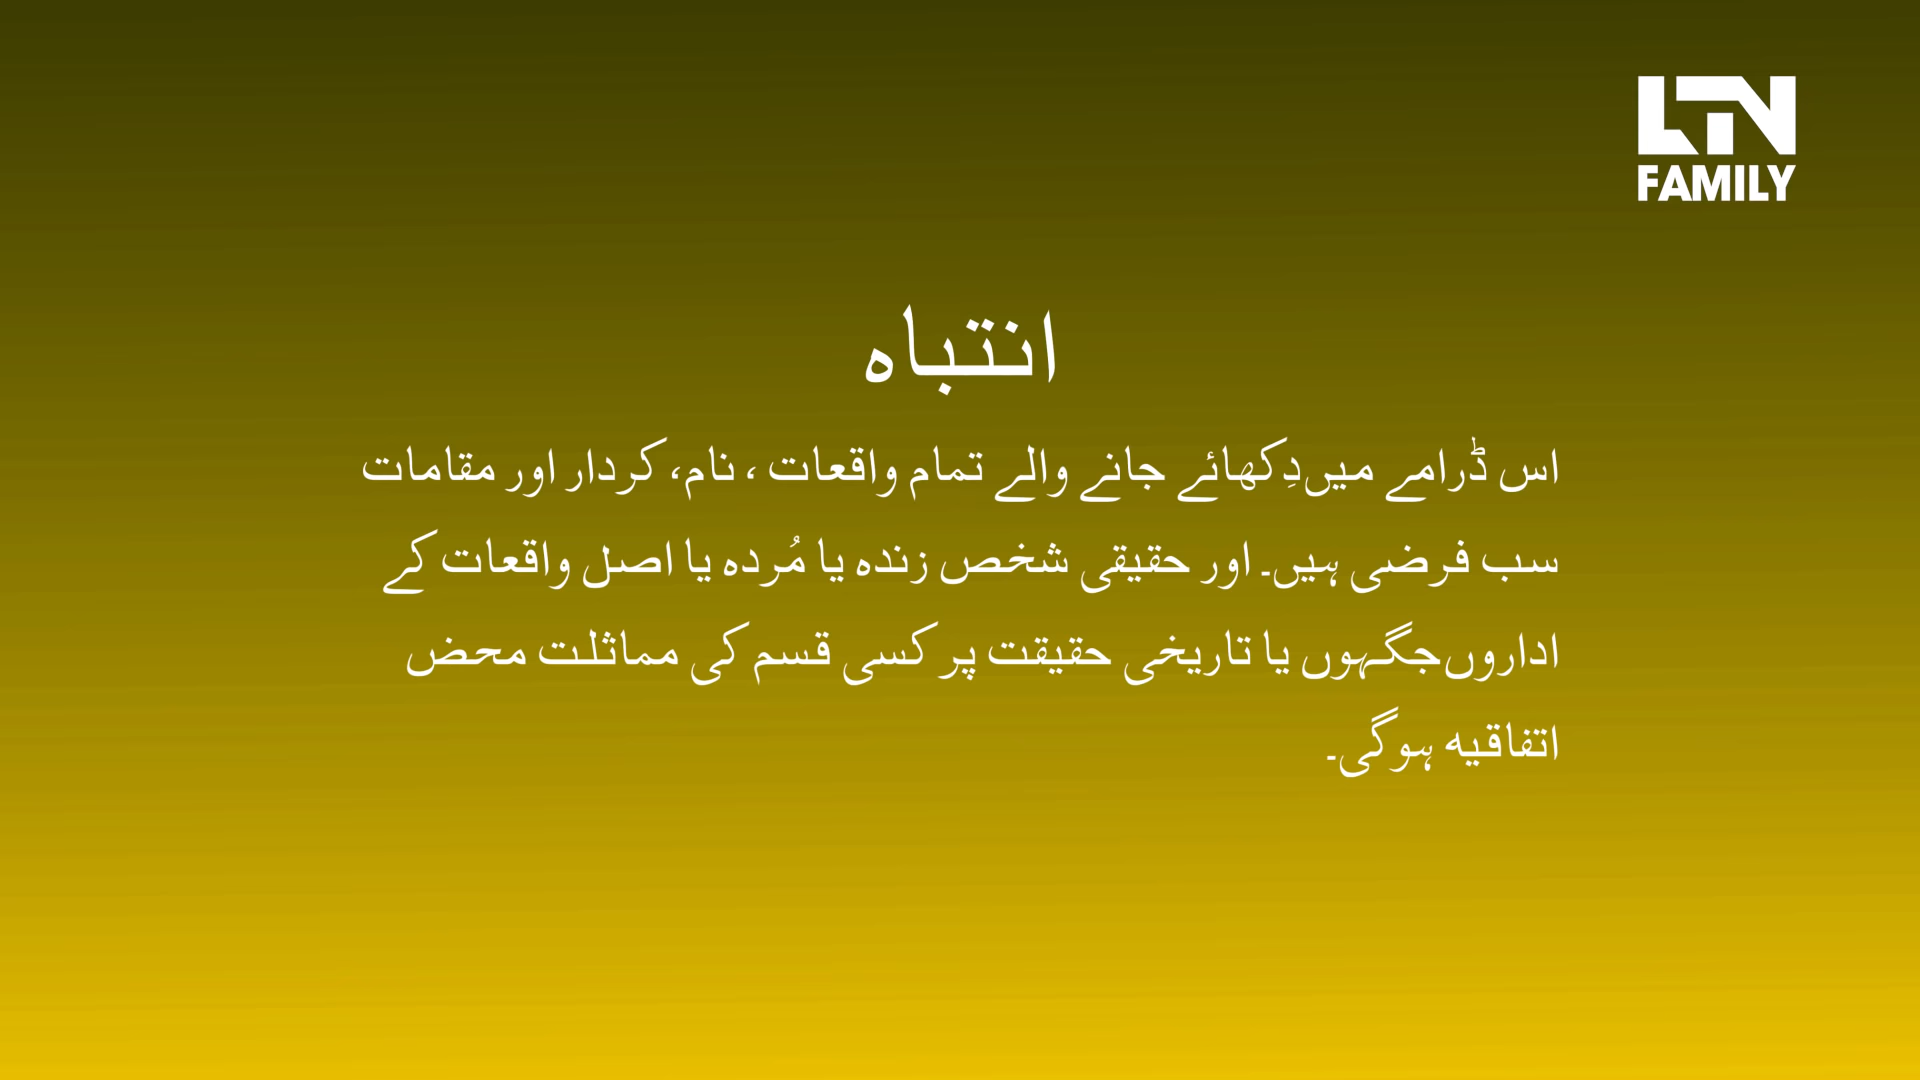 LTN
FAMILY
انتباہ
اس ڈرامے میں دِکھائے جانے والے تمام واقعات ، نام، کردار اور مقامات
سب فرضی ہیں۔ اور حقیقی شخص زندہ یا مُردہ یا اصل واقعات کے
اداروں جگہوں یا تاریخی حقیقت پر کسی قسم کی مماثلت محض
اتفاقیہ ہوگی۔